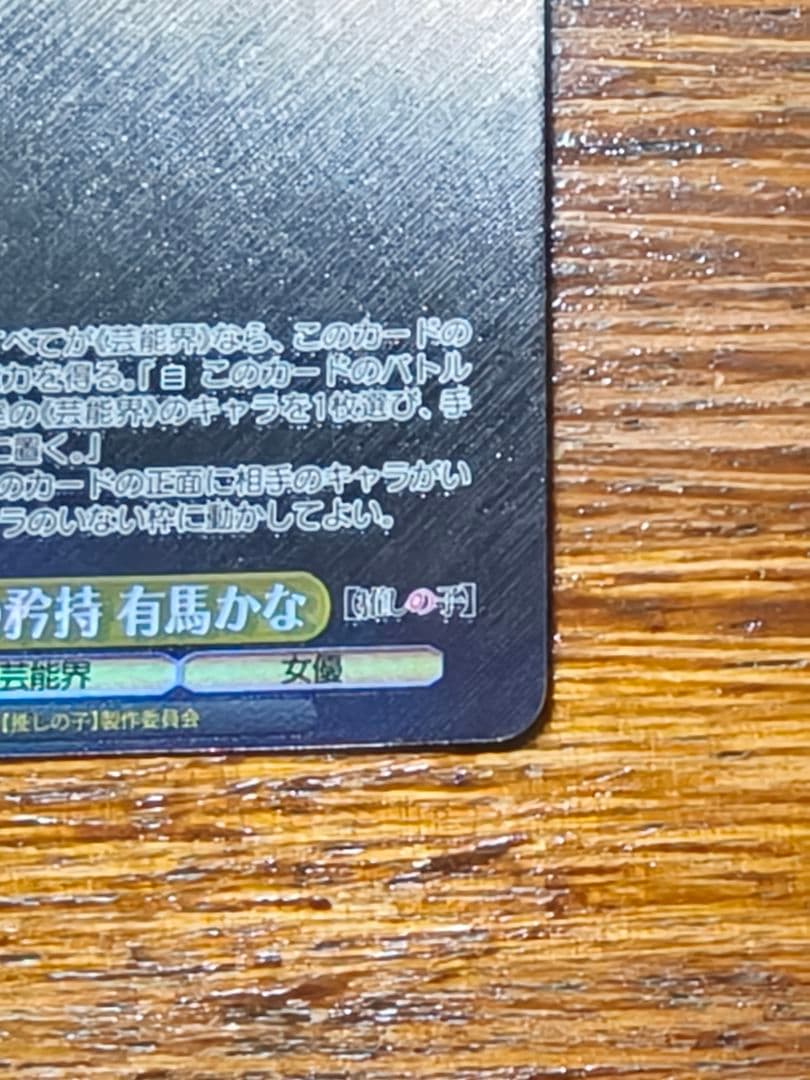 べてが《芸能界》なら、このカードの
力を得る。『自 このカードのバトル
の《芸能界》のキャラを1枚選び、手
に置く。』
のカードの正面に相手のキャラがい
ラのいない枠に動かしてよい。
矜持 有馬かな
【推しの子】
芸能界 女優
【推しの子】製作委員会